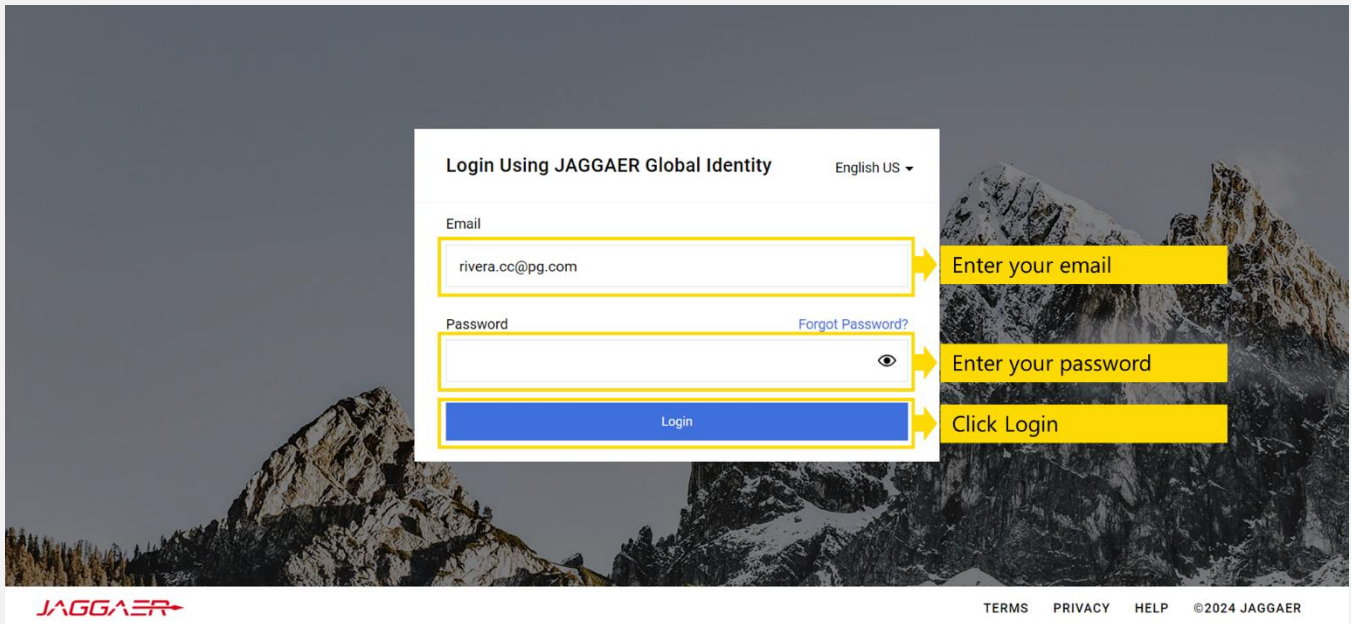 Login Using JAGGAER Global Identity English US
Email
rivera.cc@pg.com
Enter your email
Password Forgot Password?
Enter your password
Login
Click Login
JAGGAER
TERMS PRIVACY HELP ©2024 JAGGAER